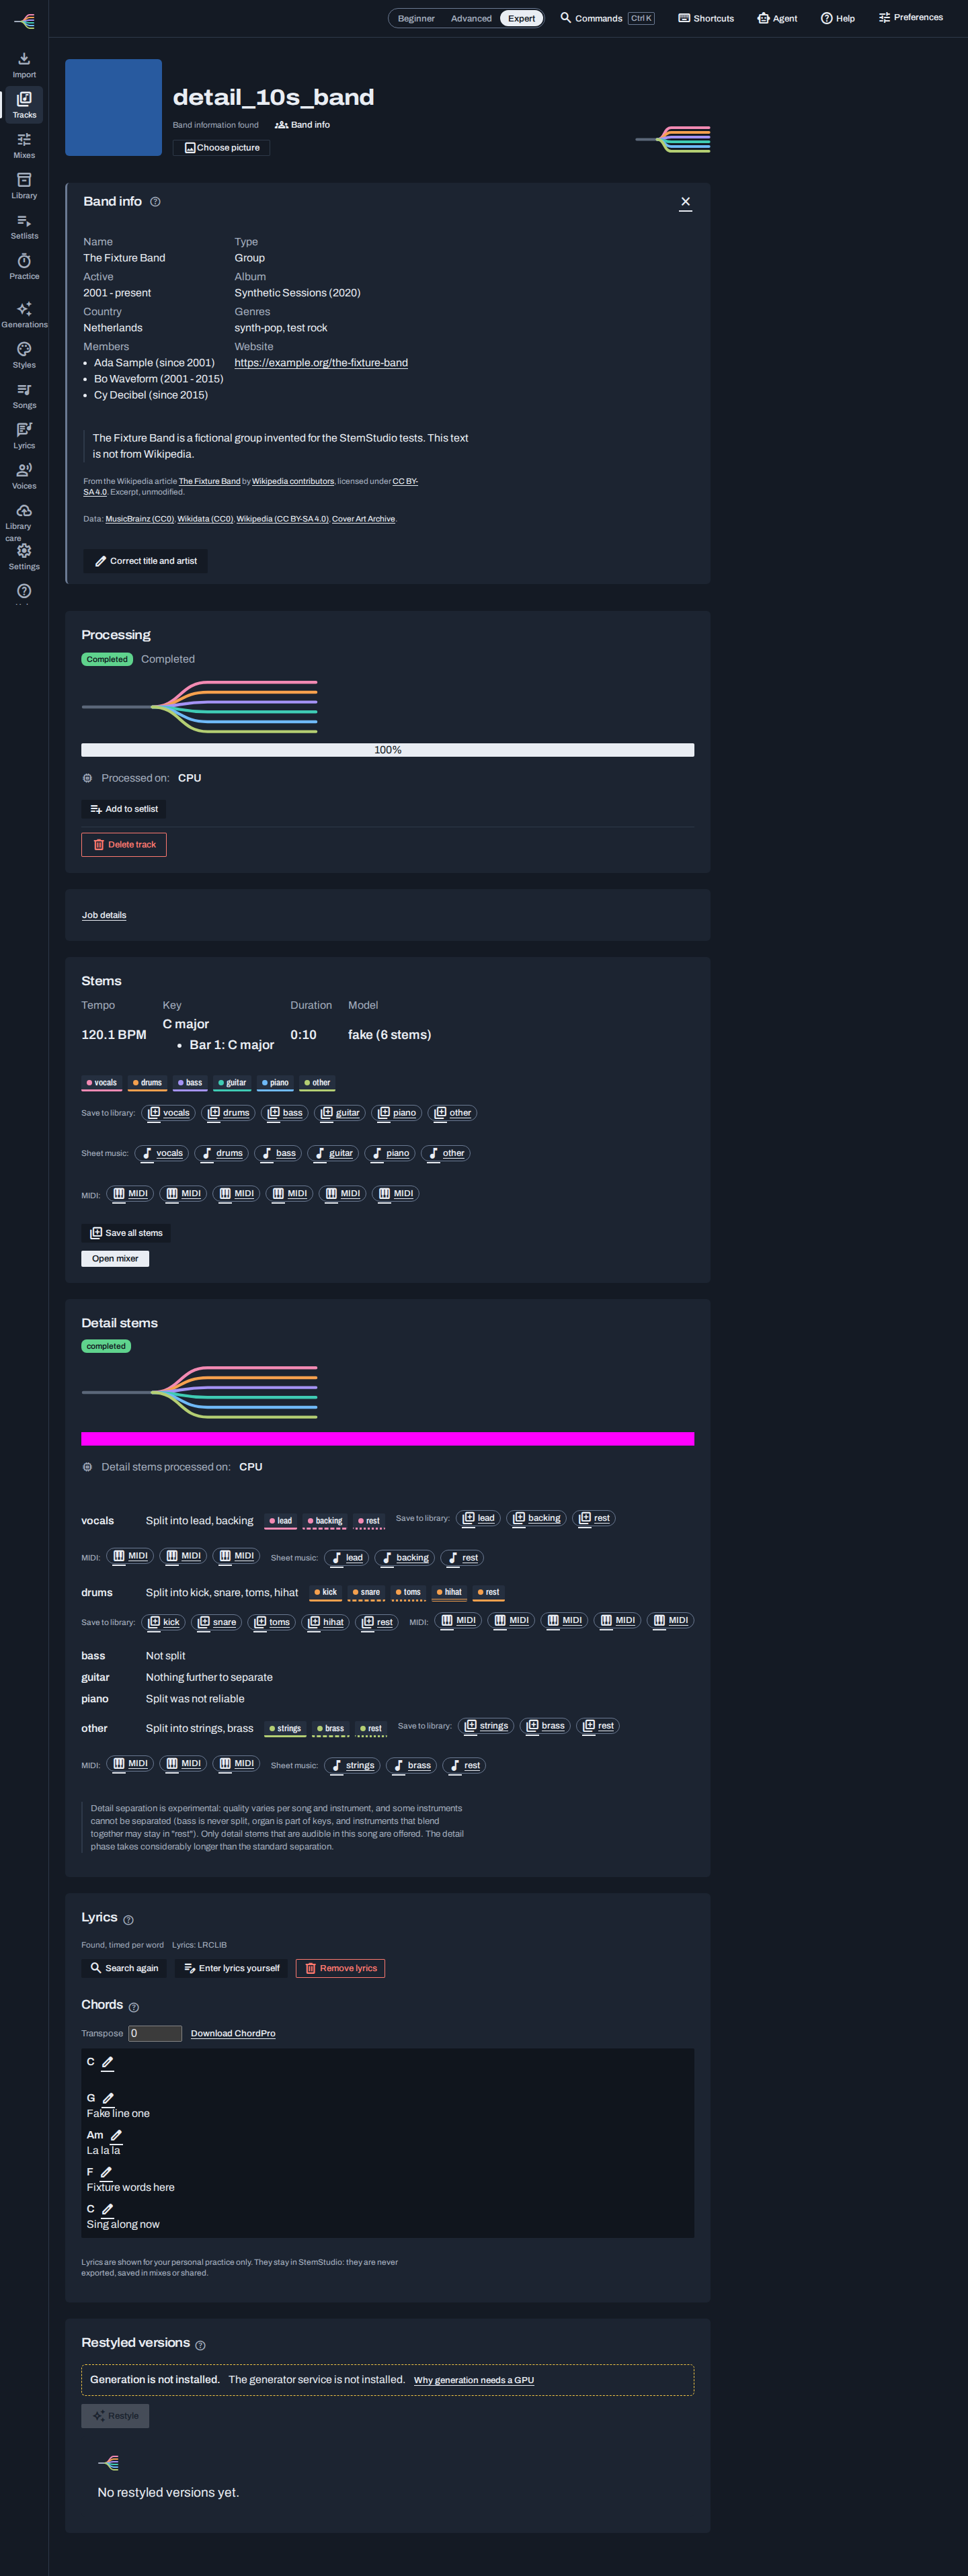 Beginner Advanced Expert Commands Ctrl K Shortcuts Agent Help Preferences
Import
Tracks
Mixes
Library
Setlists
Practice
Generations
Styles
Songs
Lyrics
Voices
Library care
Settings
detail_10s_band
Band information found Band info
Choose picture
Band info
Name Type
The Fixture Band Group
Active Album
2001 - present Synthetic Sessions (2020)
Country Genres
Netherlands synth-pop, test rock
Members Website
• Ada Sample (since 2001) https://example.org/the-fixture-band
• Bo Waveform (2001 - 2015)
• Cy Decibel (since 2015)
The Fixture Band is a fictional group invented for the StemStudio tests. This text
is not from Wikipedia.
From the Wikipedia article The Fixture Band by Wikipedia contributors, licensed under CC BY-
SA 4.0. Excerpt, unmodified.
Data: MusicBrainz (CC0), Wikidata (CC0), Wikipedia (CC BY-SA 4.0), Cover Art Archive.
Correct title and artist
Processing
Completed Completed
100%
Processed on: CPU
Add to setlist
Delete track
Job details
Stems
Tempo Key Duration Model
120.1 BPM C major 0:10 fake (6 stems)
• Bar 1: C major
vocals drums bass guitar piano other
Save to library: vocals drums bass guitar piano other
Sheet music: vocals drums bass guitar piano other
MIDI: MIDI MIDI MIDI MIDI MIDI MIDI
Save all stems
Open mixer
Detail stems
completed
Detail stems processed on: CPU
vocals Split into lead, backing lead backing rest Save to library: lead backing rest
MIDI: MIDI MIDI MIDI Sheet music: lead backing rest
drums Split into kick, snare, toms, hihat kick snare toms hihat rest
Save to library: kick snare toms hihat rest MIDI: MIDI MIDI MIDI MIDI MIDI
bass Not split
guitar Nothing further to separate
piano Split was not reliable
other Split into strings, brass strings brass rest Save to library: strings brass rest
MIDI: MIDI MIDI MIDI Sheet music: strings brass rest
Detail separation is experimental: quality varies per song and instrument, and some instruments
cannot be separated (bass is never split, organ is part of keys, and instruments that blend
together may stay in "rest"). Only detail stems that are audible in this song are offered. The detail
phase takes considerably longer than the standard separation.
Lyrics
Found, timed per word Lyrics: LRCLIB
Search again Enter lyrics yourself Remove lyrics
Chords
Transpose 0 Download ChordPro
C
G
Fake line one
Am
La la la
F
Fixture words here
C
Sing along now
Lyrics are shown for your personal practice only. They stay in StemStudio: they are never
exported, saved in mixes or shared.
Restyled versions
Generation is not installed. The generator service is not installed. Why generation needs a GPU
Restyle
No restyled versions yet.